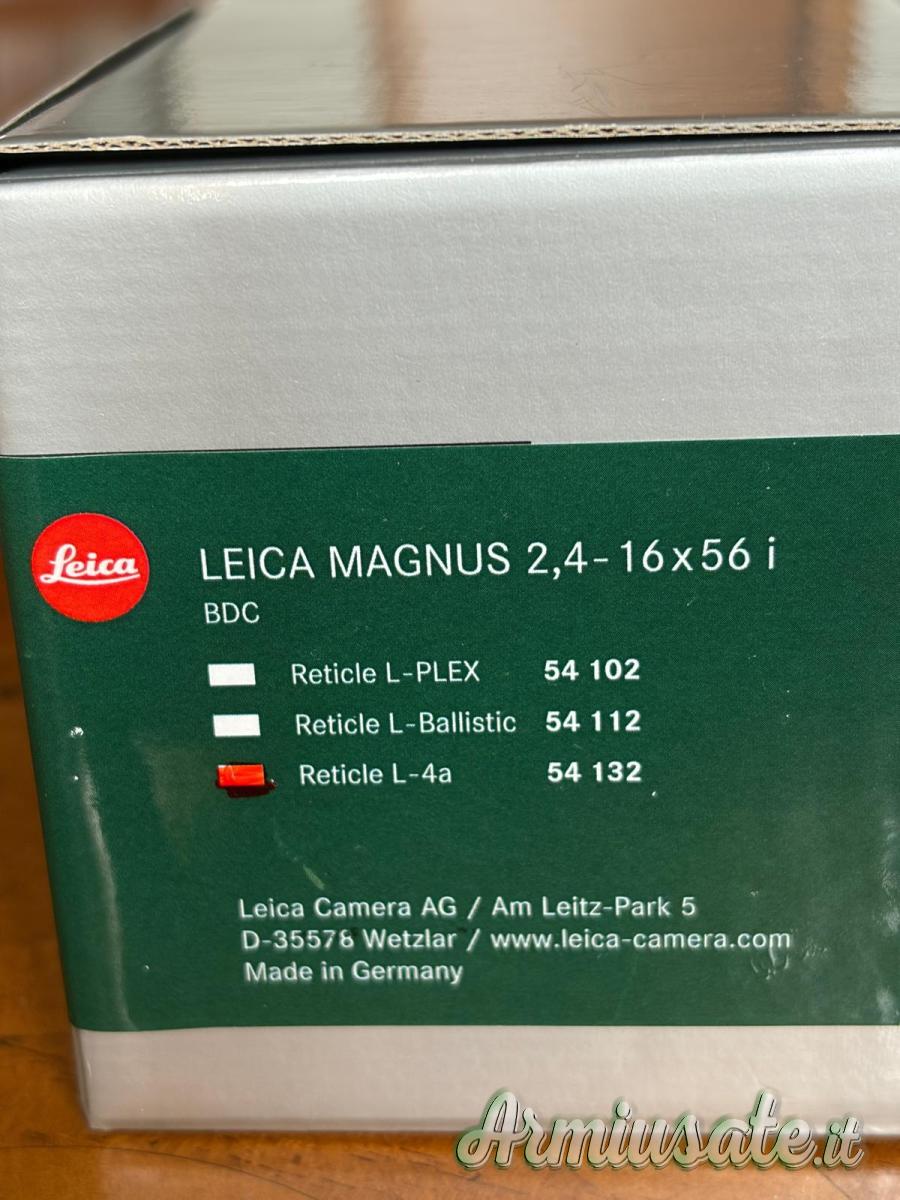 Leica
LEICA MAGNUS 2,4-16x56 i
BDC
Reticle L-PLEX 54 102
Reticle L-Ballistic 54 112
Reticle L-4a 54 132
Leica Camera AG / Am Leitz-Park 5
D-35578 Wetzlar / www.leica-camera.com
Made in Germany
Armiusate.it